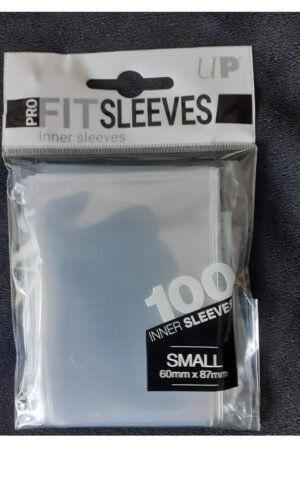 UP
PRO
FIT SLEEVES
Inner sleeves
100
INNER SLEEVES
SMALL
60mm x 87mm